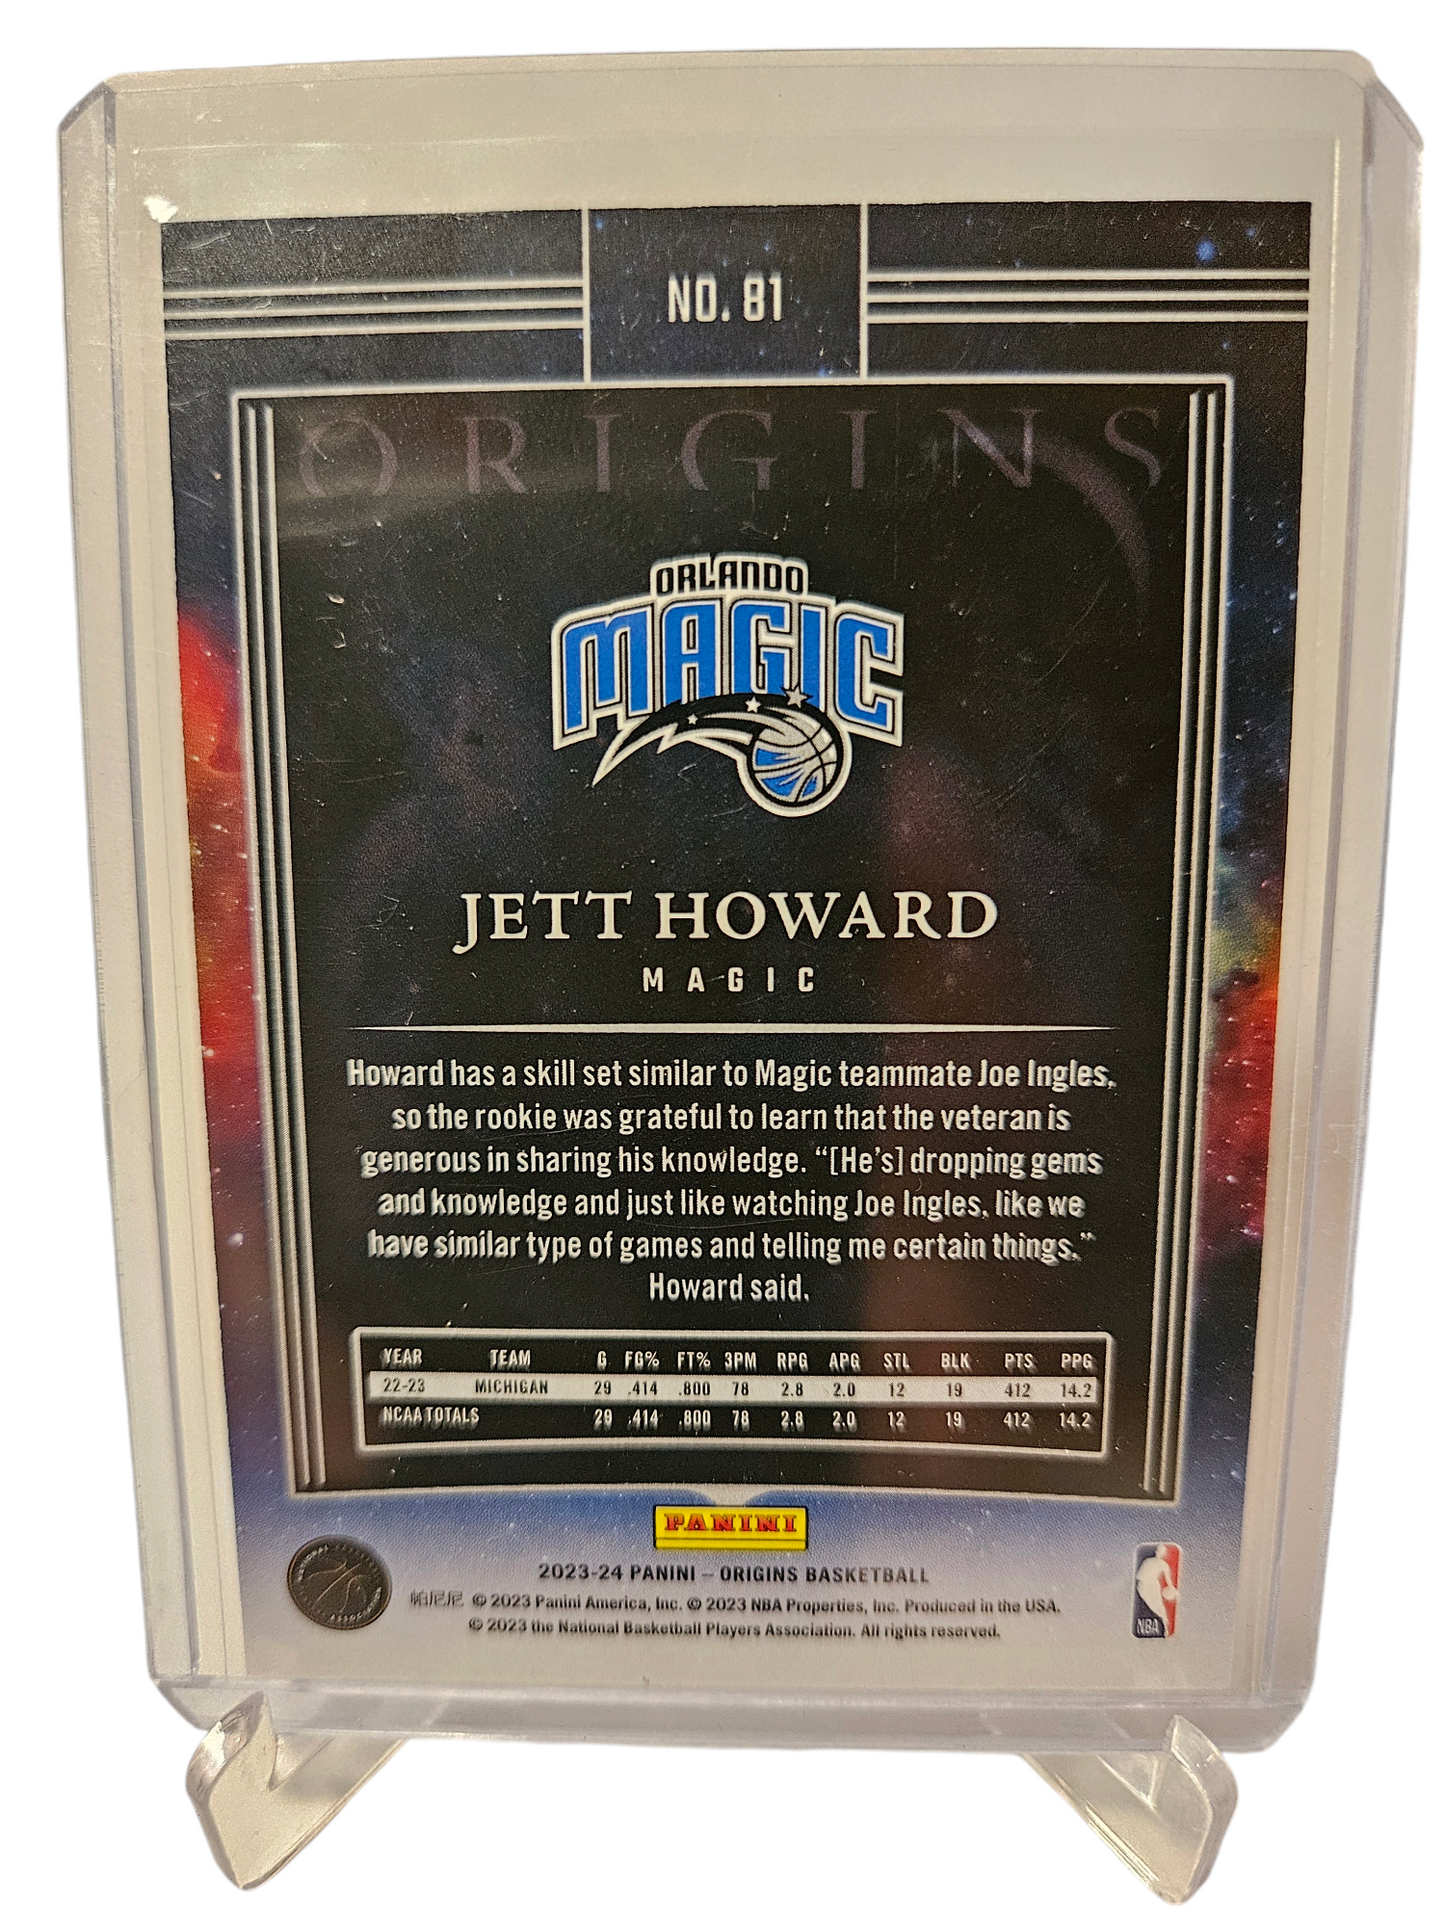 NO. 81
ORIGINS
ORLANDO
MAGIC
JETT HOWARD
MAGIC
Howard has a skill set similar to Magic teammate Joe Ingles,
so the rookie was grateful to learn that the veteran is
generous in sharing his knowledge. “[He’s] dropping gems
and knowledge and just like watching Joe Ingles, like we
have similar type of games and telling me certain things,”
Howard said.
YEAR TEAM G FG% FT% 3PM RPG APG STL BLK PTS PPG
22-23 MICHIGAN 29 .414 .800 78 2.8 2.0 12 19 412 14.2
NCAA TOTALS 29 .414 .800 78 2.8 2.0 12 19 412 14.2
PANINI
2023-24 PANINI – ORIGINS BASKETBALL
帕尼尼 © 2023 Panini America, Inc. © 2023 NBA Properties, Inc. Produced in the USA.
© 2023 the National Basketball Players Association. All rights reserved.
NBA